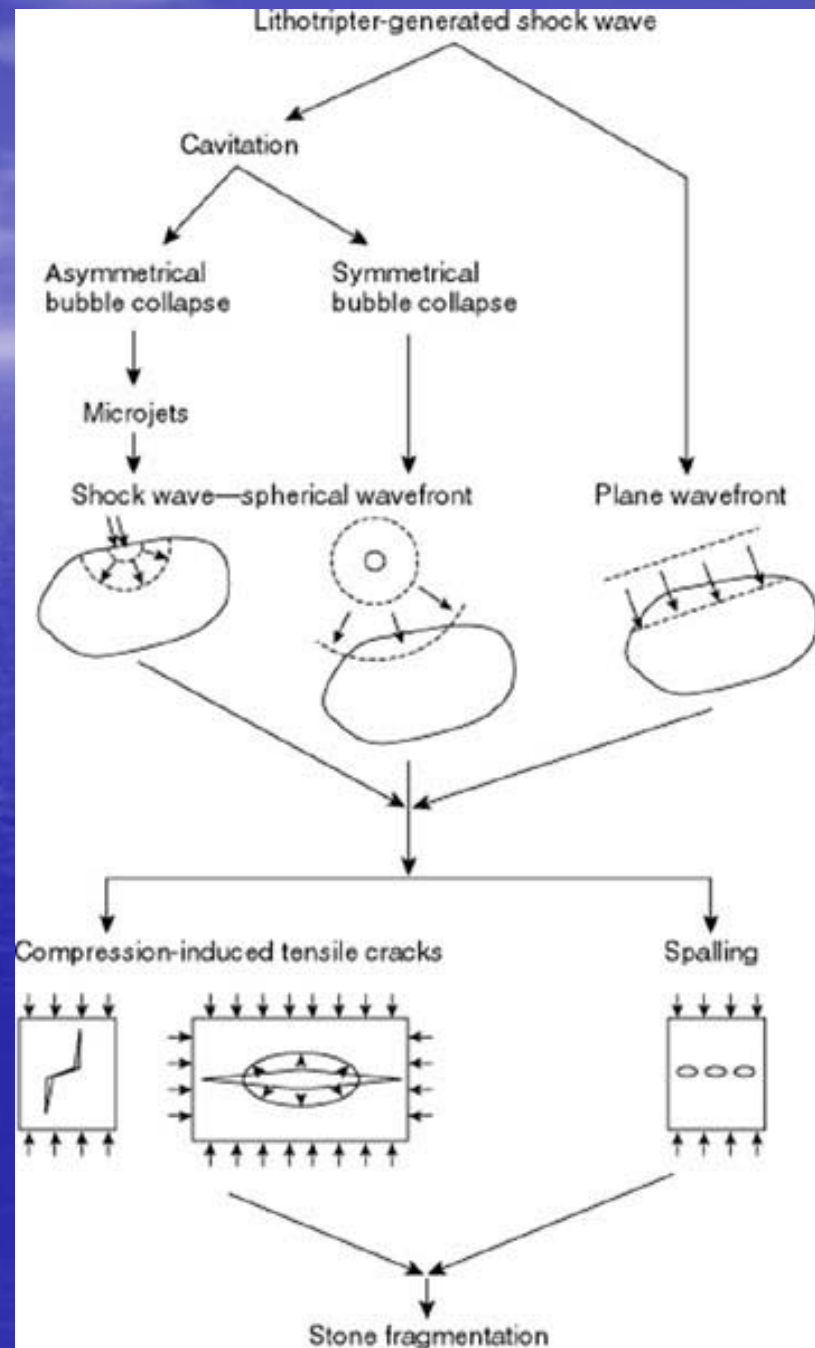 Lithotripter-generated shock wave
Cavitation
Asymmetrical
bubble collapse
Symmetrical
bubble collapse
Microjets
Shock wave—spherical wavefront
Plane wavefront
Compression-induced tensile cracks
Spalling
Stone fragmentation